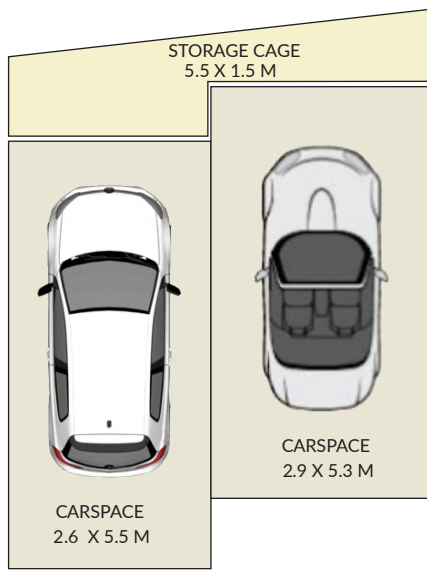 STORAGE CAGE
5.5 X 1.5 M
CARSPACE
2.9 X 5.3 M
CARSPACE
2.6 X 5.5 M